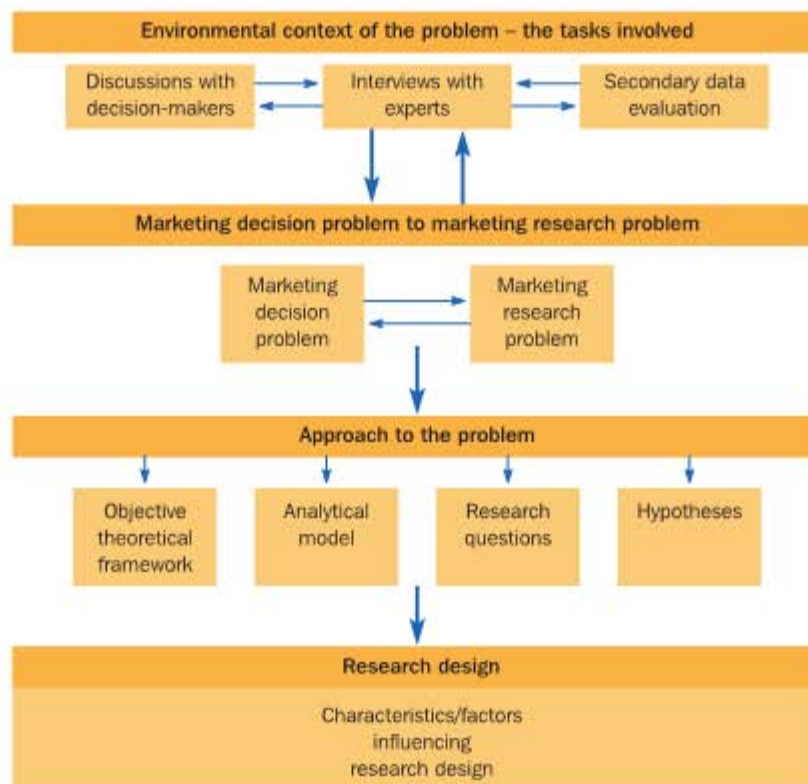 Environmental context of the problem – the tasks involved
Discussions with
decision-makers
Interviews with
experts
Secondary data
evaluation
Marketing decision problem to marketing research problem
Marketing
decision
problem
Marketing
research
problem
Approach to the problem
Objective
theoretical
framework
Analytical
model
Research
questions
Hypotheses
Research design
Characteristics/factors
influencing
research design